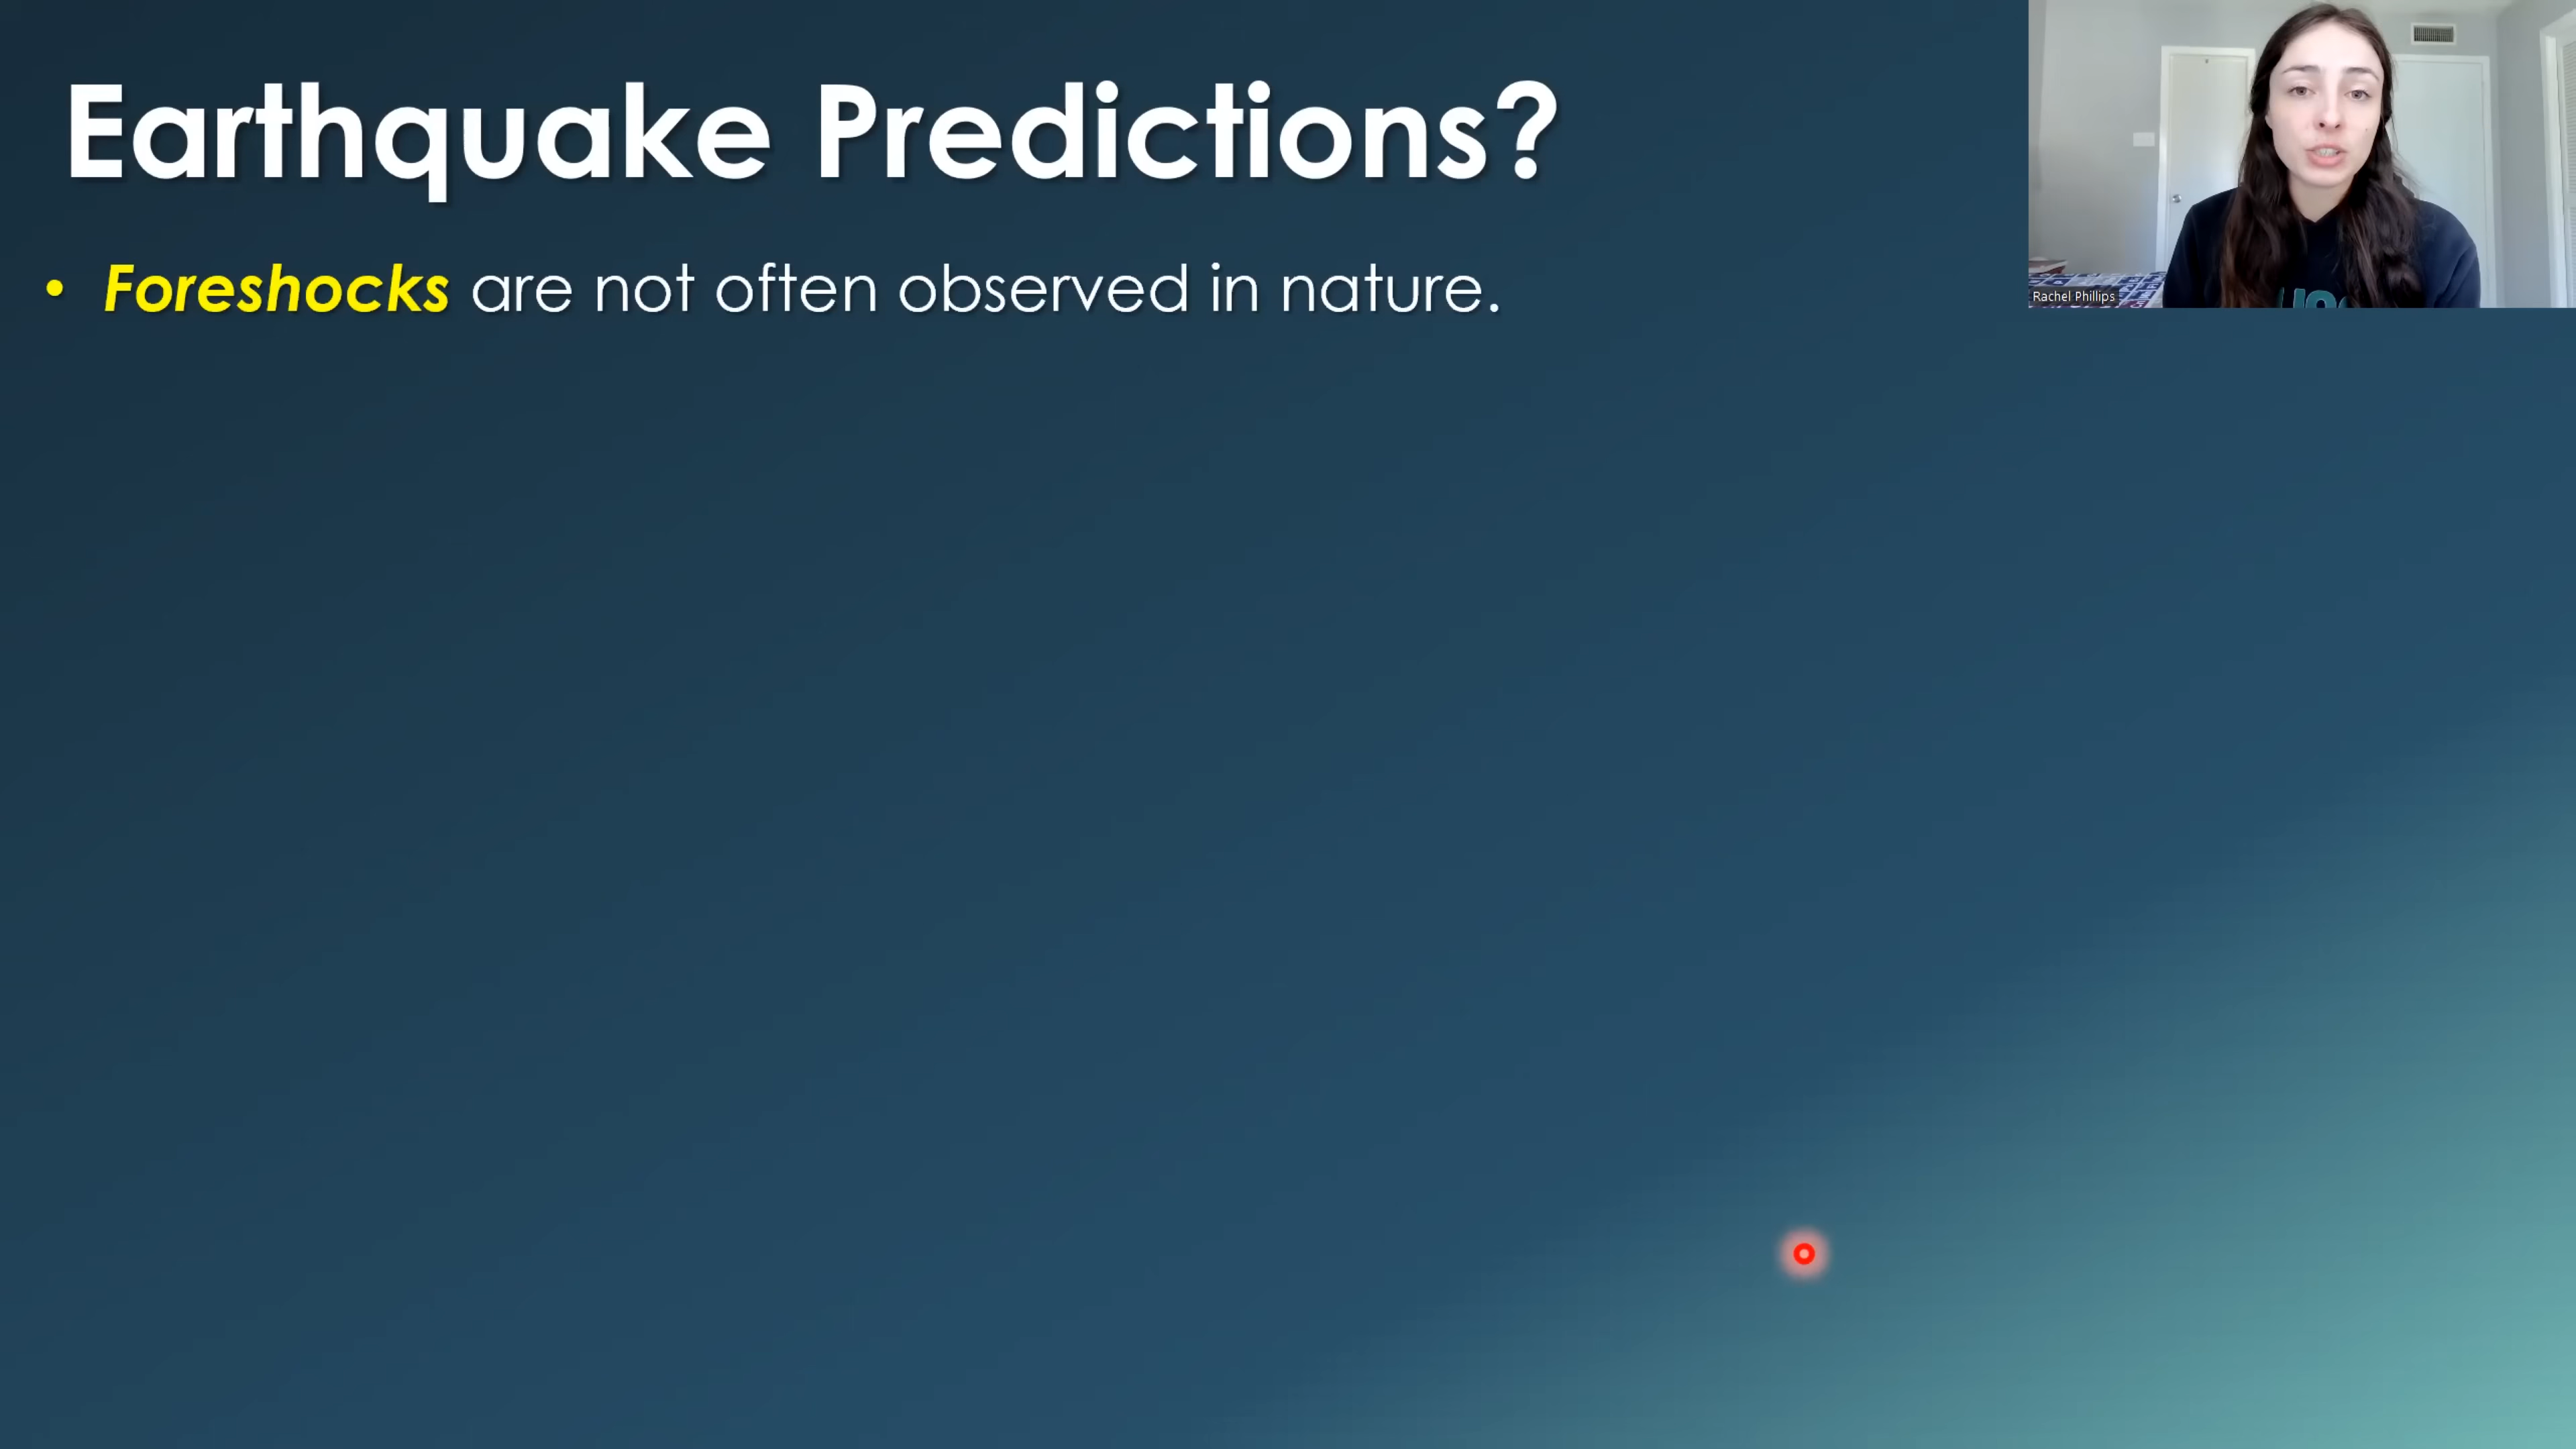 Earthquake Predictions?
• Foreshocks are not often observed in nature.
Rachel Phillips